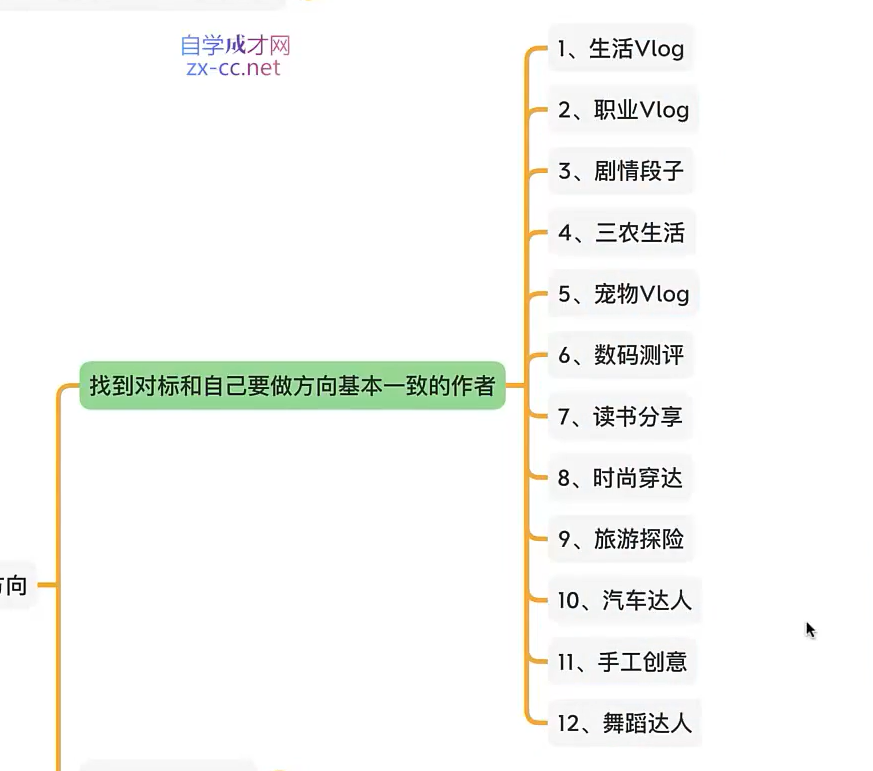 自学成才网
zx-cc.net
1、生活Vlog
2、职业Vlog
3、剧情段子
4、三农生活
5、宠物Vlog
6、数码测评
7、读书分享
8、时尚穿达
9、旅游探险
10、汽车达人
11、手工创意
12、舞蹈达人
找到对标和自己要做方向基本一致的作者
方向